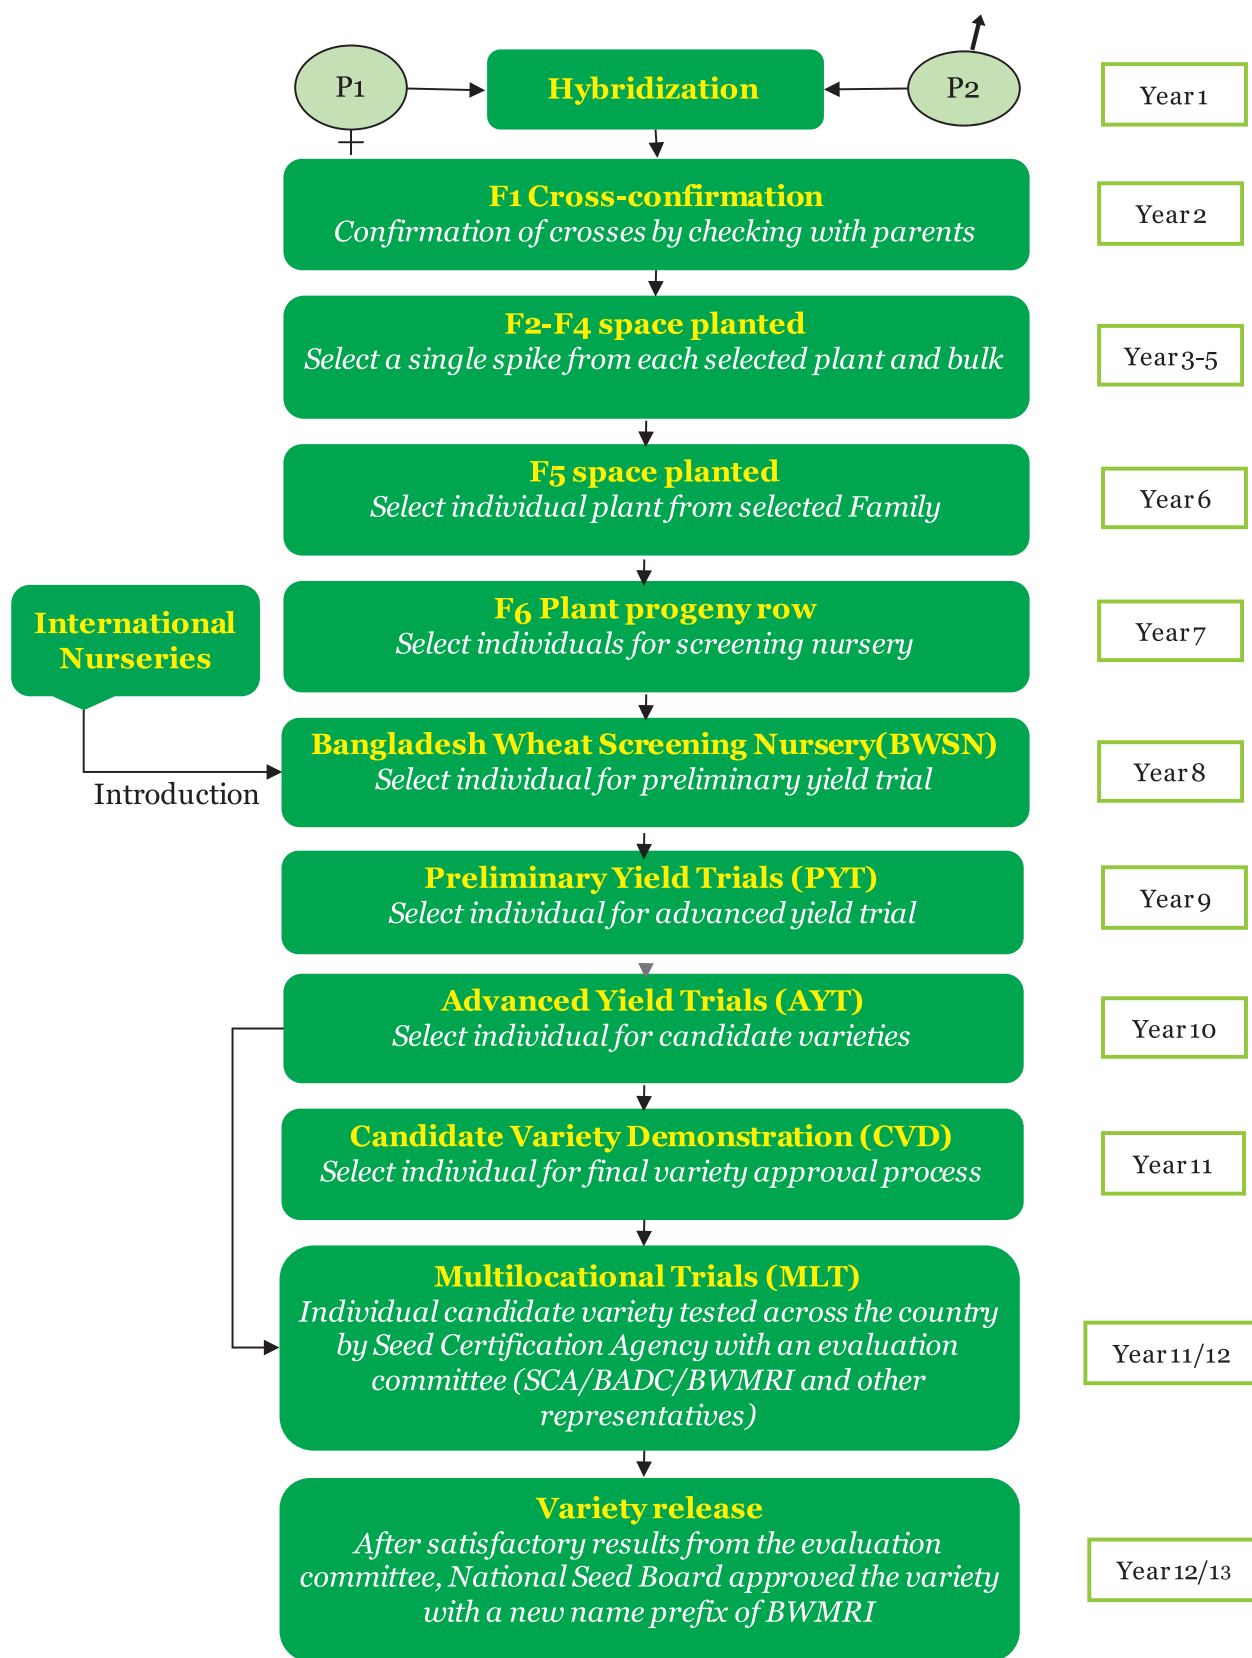 P1
Hybridization
P2
Year 1
F1 Cross-confirmation
Confirmation of crosses by checking with parents
Year 2
F2-F4 space planted
Select a single spike from each selected plant and bulk
Year 3-5
F5 space planted
Select individual plant from selected Family
Year 6
International
Nurseries
F6 Plant progeny row
Select individuals for screening nursery
Year 7
Introduction
Bangladesh Wheat Screening Nursery(BWSN)
Select individual for preliminary yield trial
Year 8
Preliminary Yield Trials (PYT)
Select individual for advanced yield trial
Year 9
Advanced Yield Trials (AYT)
Select individual for candidate varieties
Year 10
Candidate Variety Demonstration (CVD)
Select individual for final variety approval process
Year 11
Multilocational Trials (MLT)
Individual candidate variety tested across the country
by Seed Certification Agency with an evaluation
committee (SCA/BADC/BWMRI and other
representatives)
Year 11/12
Variety release
After satisfactory results from the evaluation
committee, National Seed Board approved the variety
with a new name prefix of BWMRI
Year 12/13